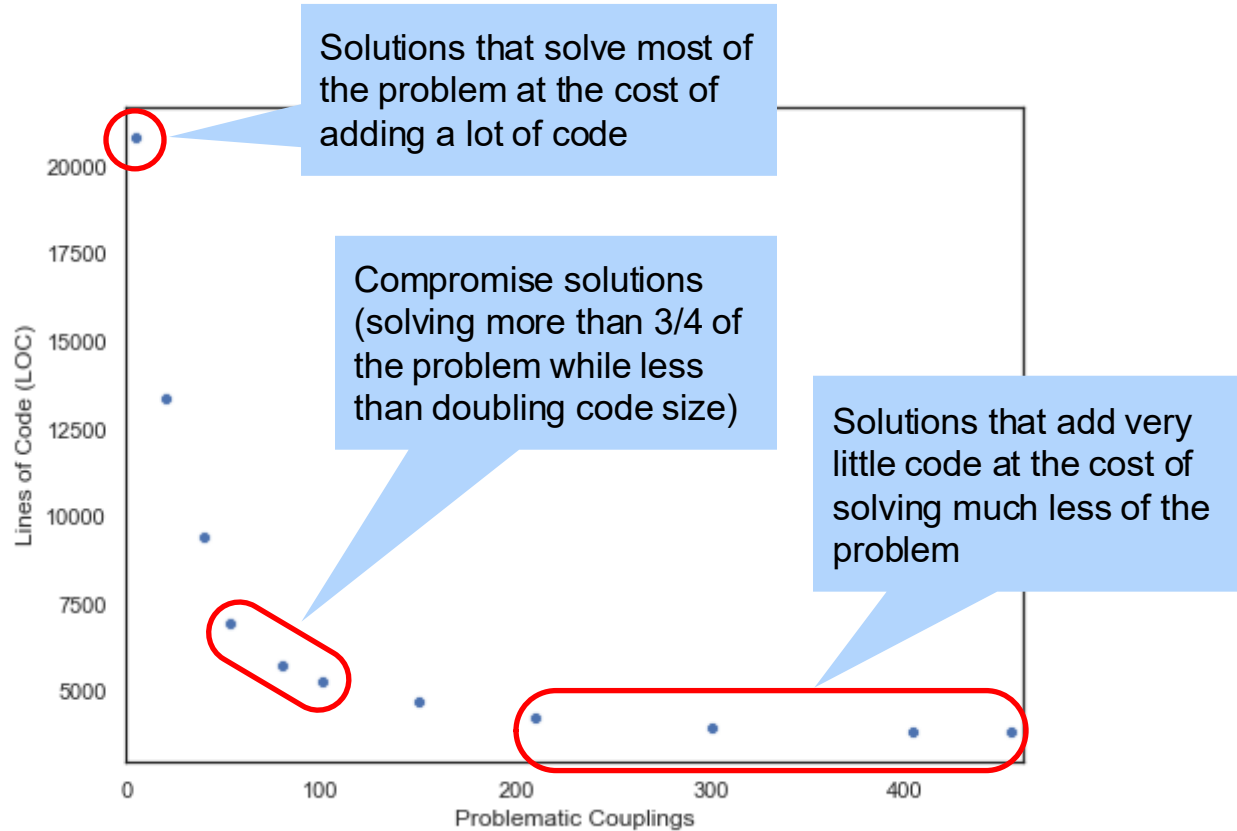 Solutions that solve most of
the problem at the cost of
adding a lot of code
Compromise solutions
(solving more than 3/4 of
the problem while less
than doubling code size)
Solutions that add very
little code at the cost of
solving much less of the
problem
Lines of Code (LOC)
20000
17500
15000
12500
10000
7500
5000
0 100 200 300 400
Problematic Couplings